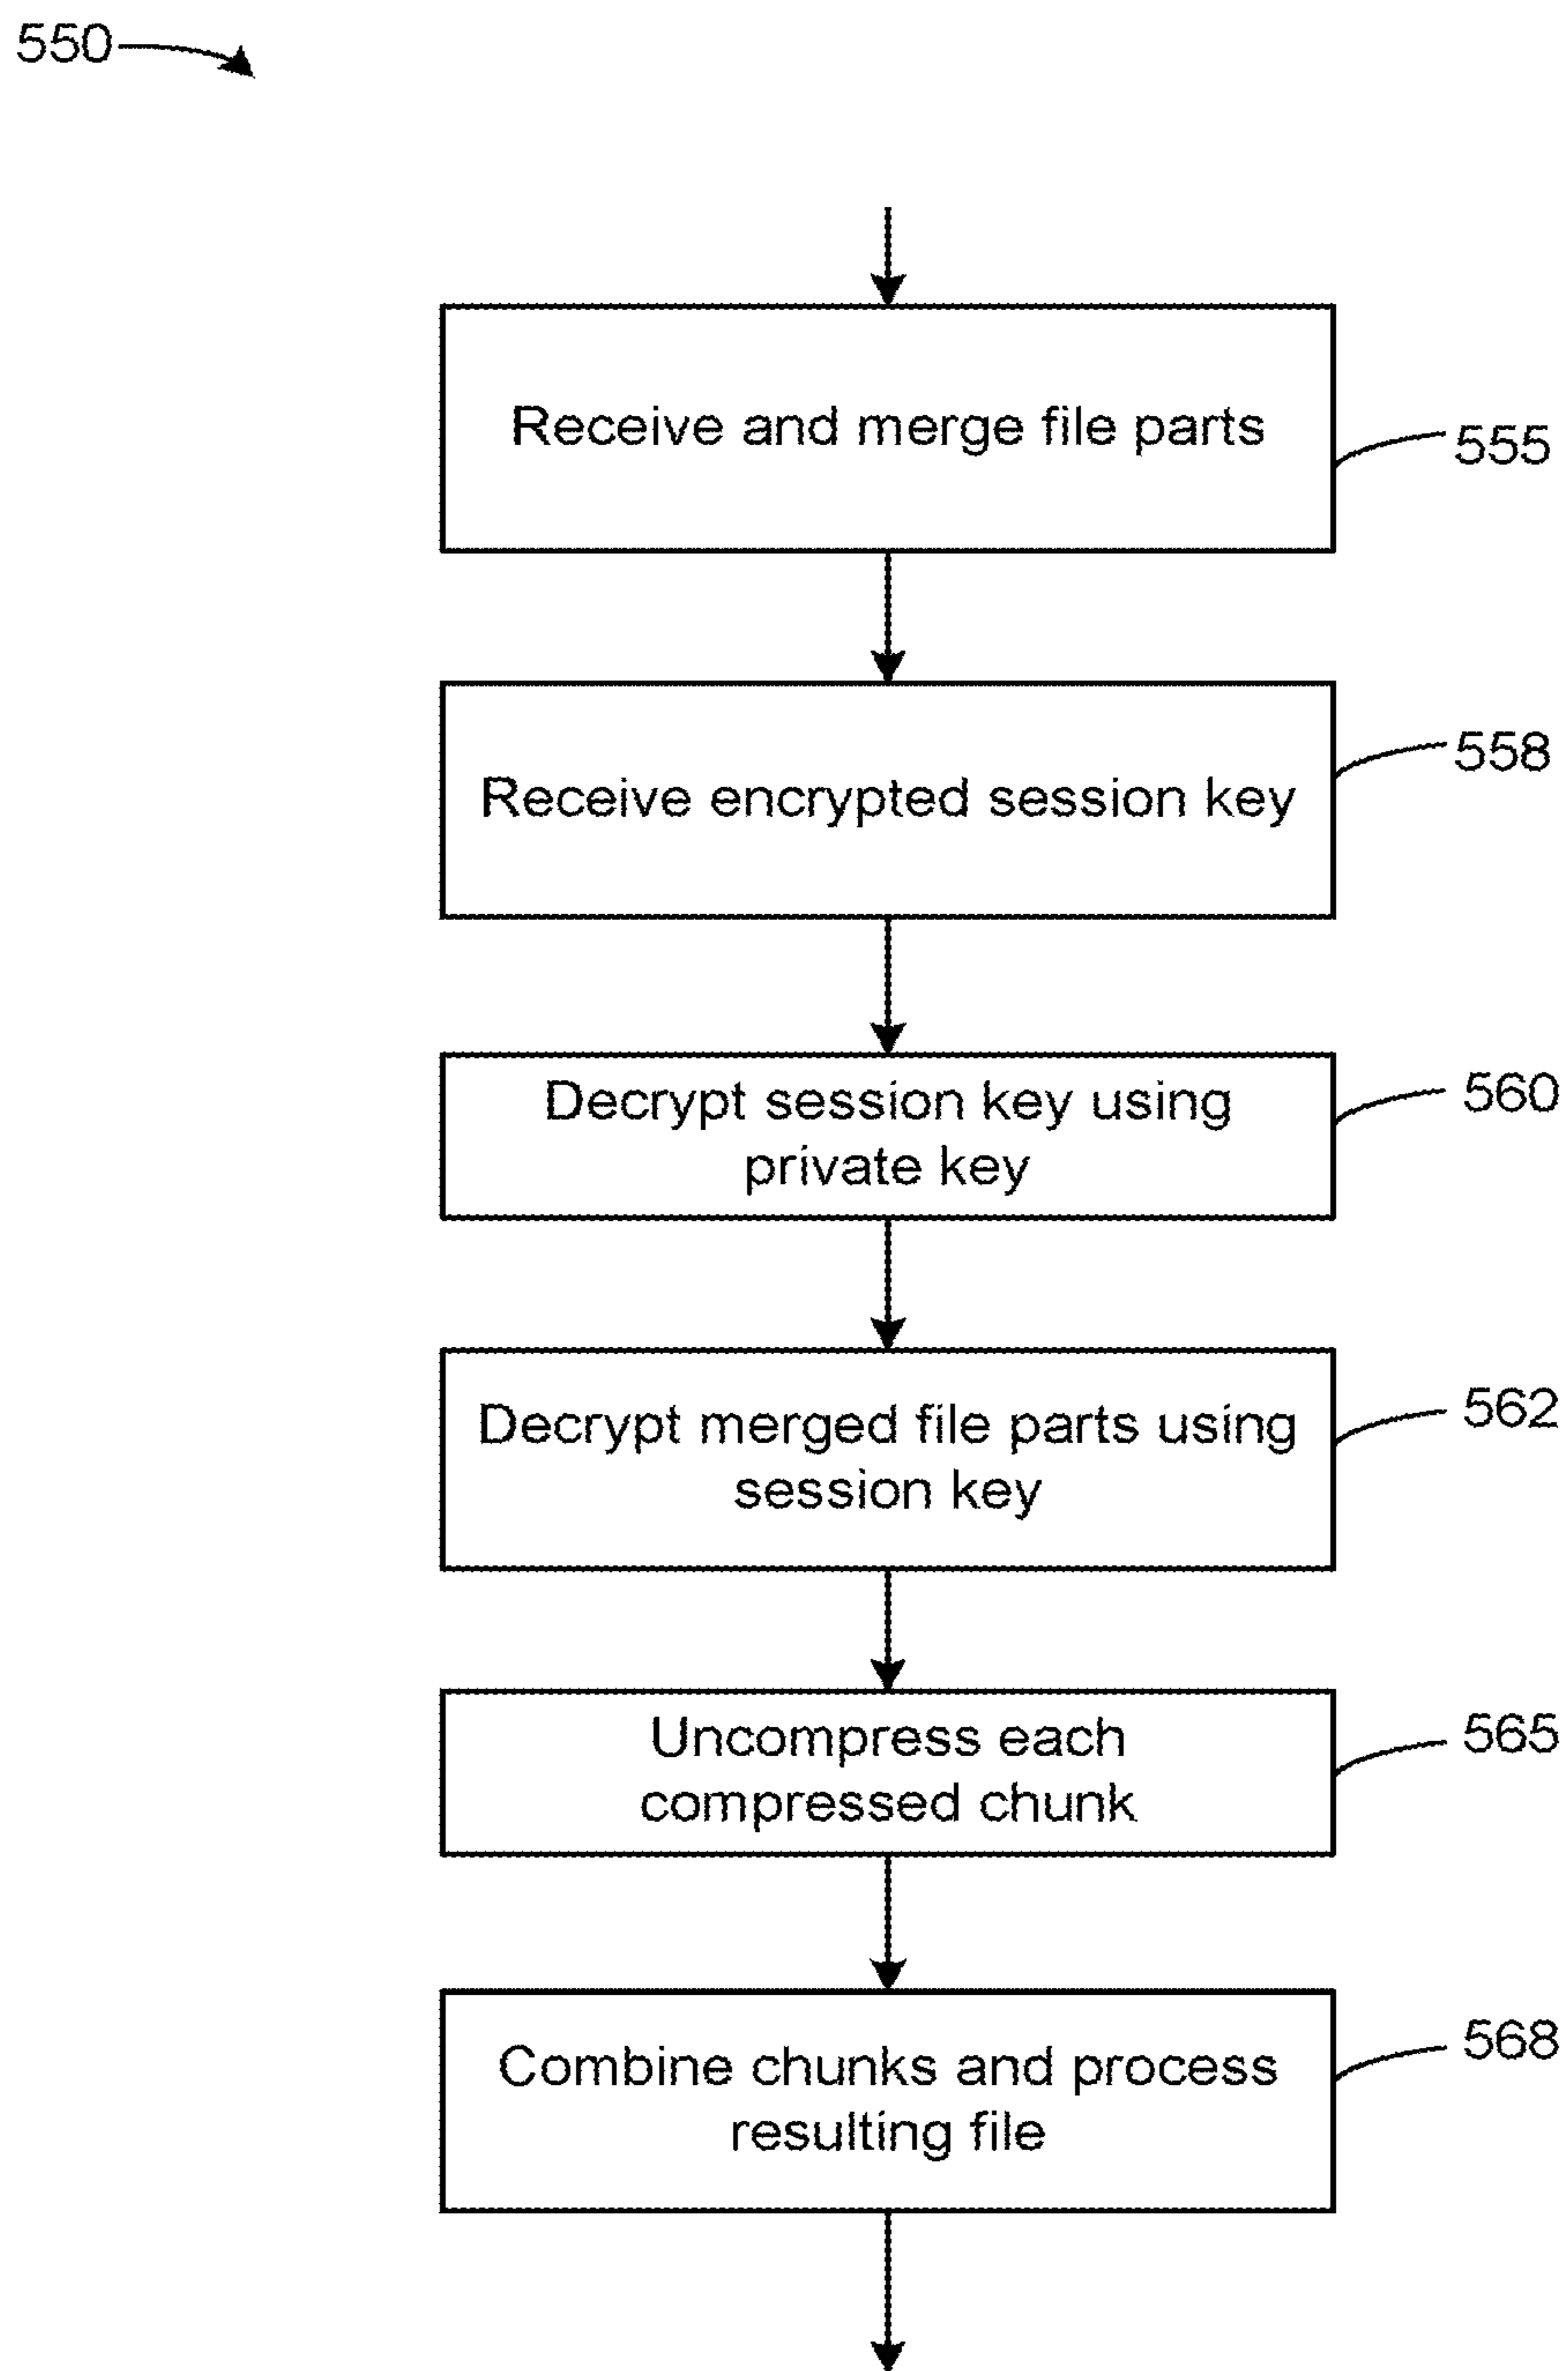 550
Receive and merge file parts
555
Receive encrypted session key
558
Decrypt session key using
private key
560
Decrypt merged file parts using
session key
562
Uncompress each
compressed chunk
565
Combine chunks and process
resulting file
568